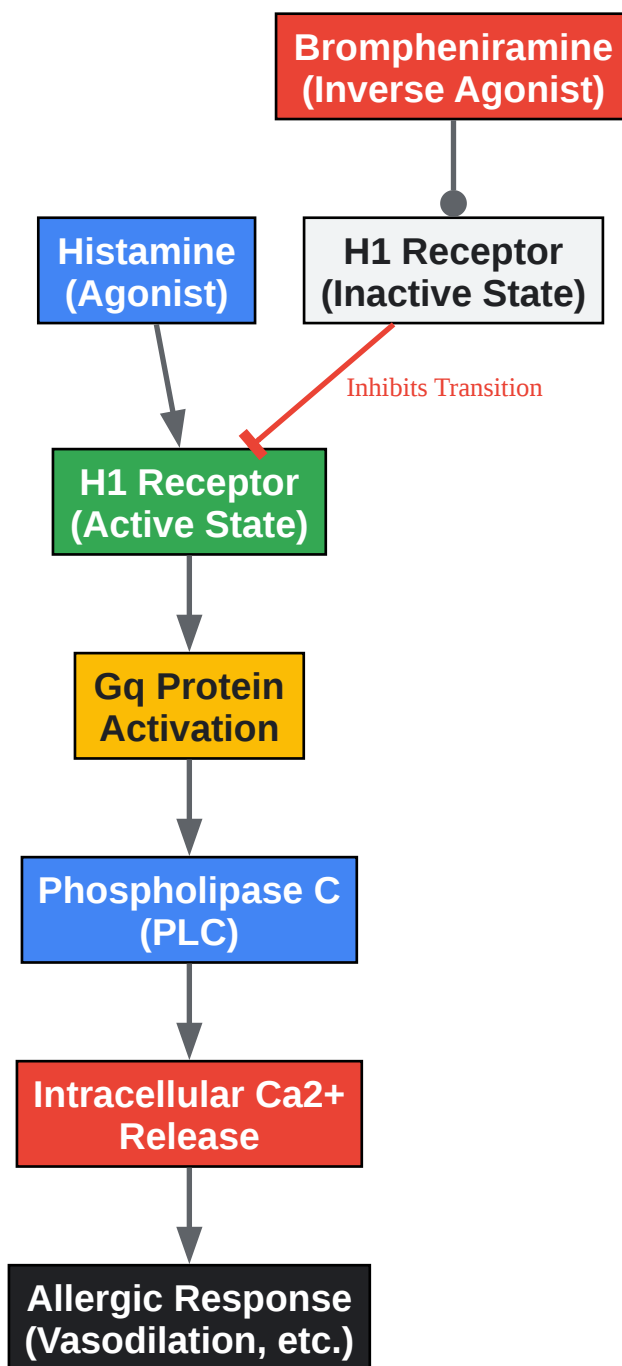 Brompheniramine
(Inverse Agonist)
Histamine
(Agonist)
H1 Receptor
(Inactive State)
Inhibits Transition
H1 Receptor
(Active State)
Gq Protein
Activation
Phospholipase C
(PLC)
Intracellular Ca2+
Release
Allergic Response
(Vasodilation, etc.)